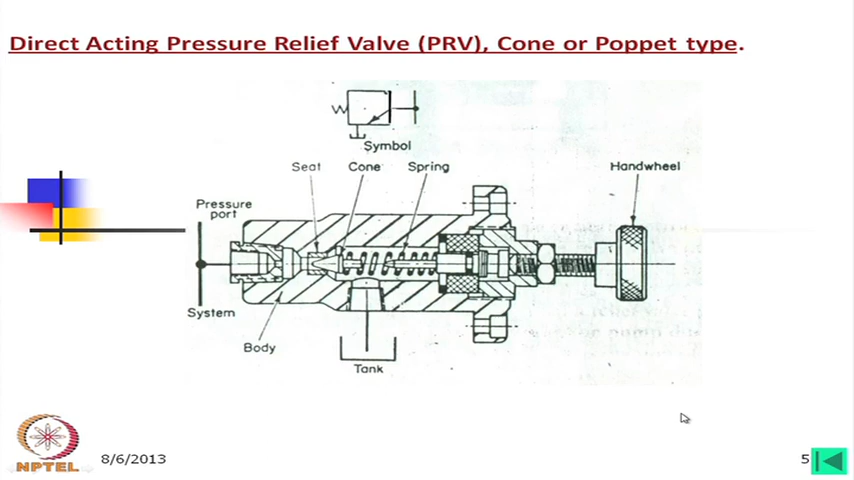 Direct Acting Pressure Relief Valve (PRV), Cone or Poppet type.
Symbol
Seat Cone Spring Handwheel
Pressure
port
System
Body
Tank
NPTEL
8/6/2013
5